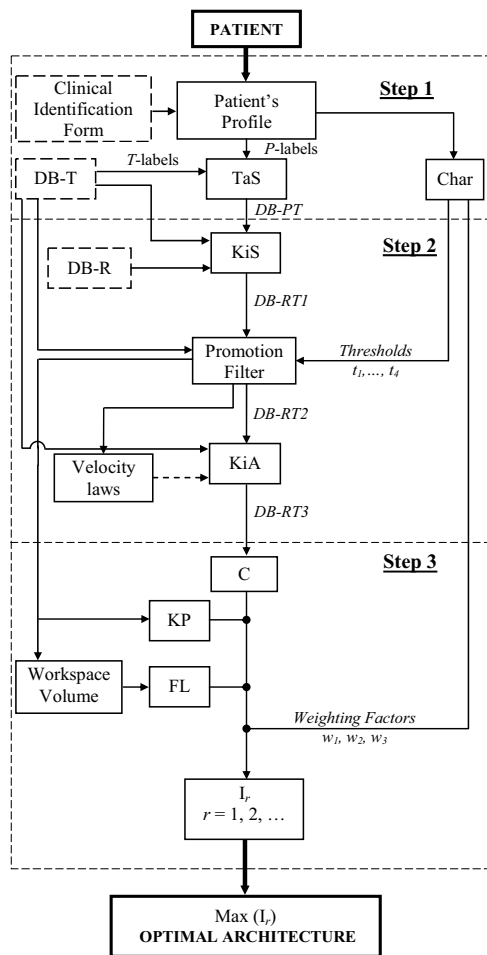 PATIENT
Step 1
Clinical
Identification
Form
Patient's
Profile
P-labels
T-labels
DB-T
TaS
Char
DB-PT
Step 2
KiS
DB-R
DB-RT1
Promotion
Filter
Thresholds
t1,..., t4
DB-RT2
Velocity
laws
KiA
DB-RT3
Step 3
C
KP
Workspace
Volume
FL
Weighting Factors
w1, w2, w3
Ir
r = 1, 2, …
Max (Ir)
OPTIMAL ARCHITECTURE